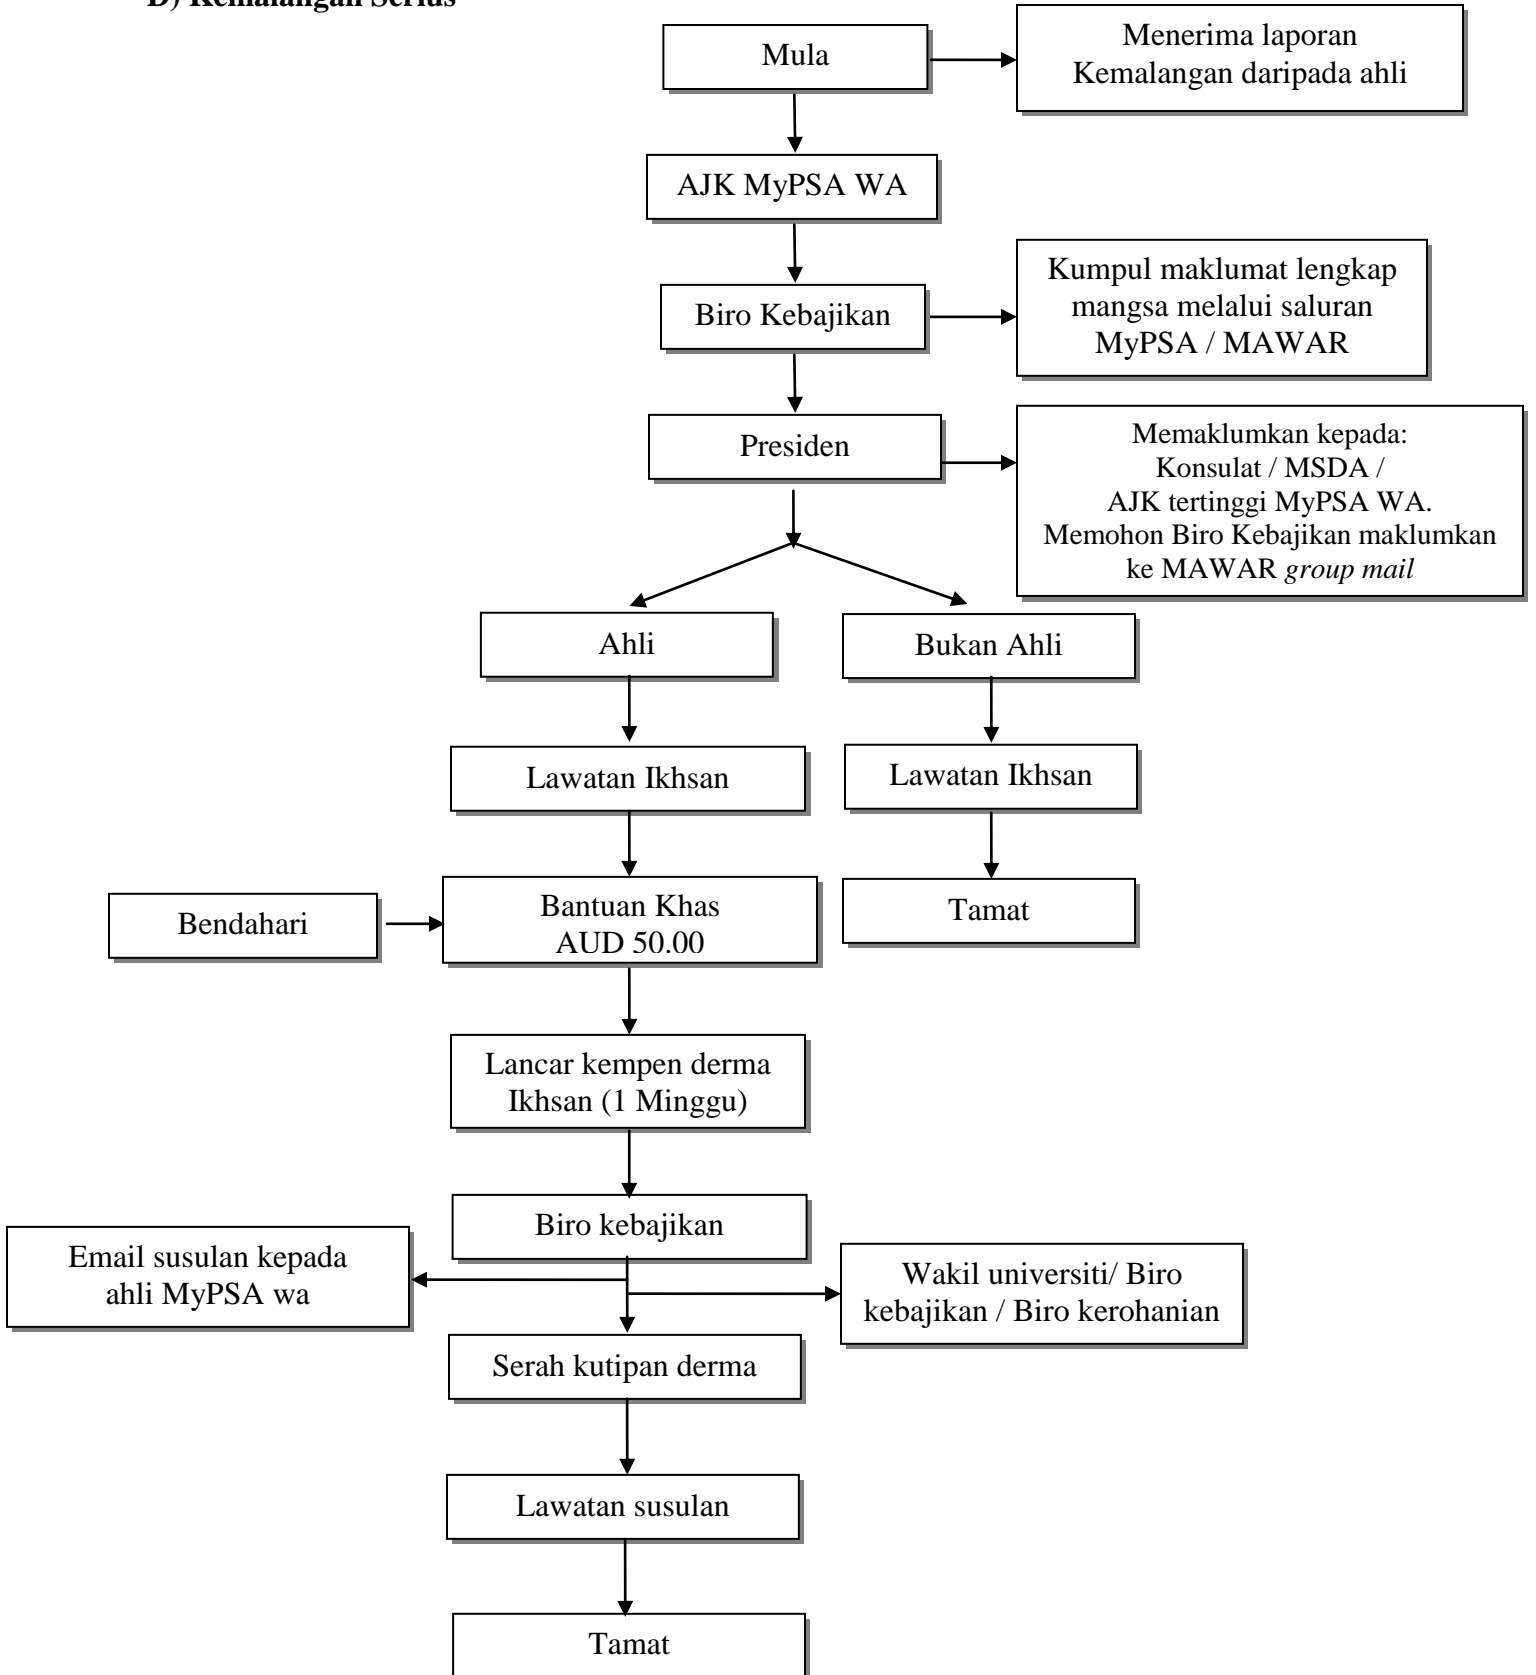 D) Kemalangan Serius
Mula
Menerima laporan
Kemalangan daripada ahli
AJK MyPSA WA
Biro Kebajikan
Kumpul maklumat lengkap
mangsa melalui saluran
MyPSA / MAWAR
Presiden
Memaklumkan kepada:
Konsulat / MSDA /
AJK tertinggi MyPSA WA.
Memohon Biro Kebajikan maklumkan
ke MAWAR group mail
Ahli
Bukan Ahli
Lawatan Ikhsan
Lawatan Ikhsan
Bendahari
Bantuan Khas
AUD 50.00
Tamat
Lancar kempen derma
Ikhsan (1 Minggu)
Biro kebajikan
Email susulan kepada
ahli MyPSA wa
Wakil universiti/ Biro
kebajikan / Biro kerohanian
Serah kutipan derma
Lawatan susulan
Tamat